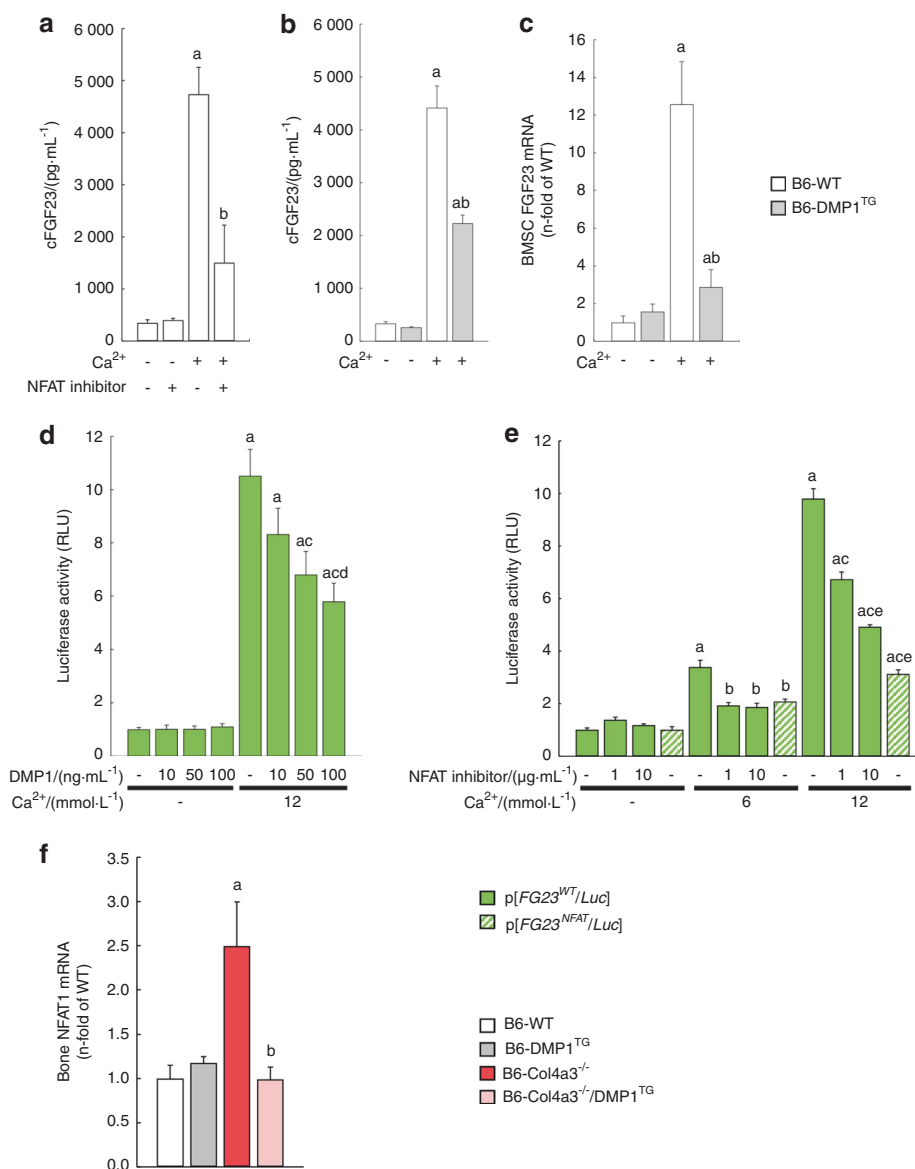 a
6 000
5 000
4 000
3 000
2 000
1 000
0
cFGF23/(pg·mL⁻¹)
a
b
Ca²⁺ - - + +
NFAT inhibitor - + - +
b
6 000
5 000
4 000
3 000
2 000
1 000
0
cFGF23/(pg·mL⁻¹)
a
ab
Ca²⁺ - - + +
c
16
14
12
10
8
6
4
2
0
BMSC FGF23 mRNA
(n-fold of WT)
a
ab
Ca²⁺ - - + +
B6-WT
B6-DMP1ᵀᴳ
d
12
10
8
6
4
2
0
Luciferase activity (RLU)
a
a
ac
acd
DMP1/(ng·mL⁻¹) - 10 50 100 - 10 50 100
Ca²⁺/(mmol·L⁻¹) - 12
e
12
10
8
6
4
2
0
Luciferase activity (RLU)
a
b b b
a
ac
ace
ace
NFAT inhibitor/(µg·mL⁻¹) - 1 10 - - 1 10 - - 1 10 -
Ca²⁺/(mmol·L⁻¹) - 6 12
f
3.5
3.0
2.5
2.0
1.5
1.0
0.5
0.0
Bone NFAT1 mRNA
(n-fold of WT)
a
b
p[FG23ᵂᵀ/Luc]
p[FG23ᴺᶠᴬᵀ/Luc]
B6-WT
B6-DMP1ᵀᴳ
B6-Col4a3⁻/⁻
B6-Col4a3⁻/⁻/DMP1ᵀᴳ